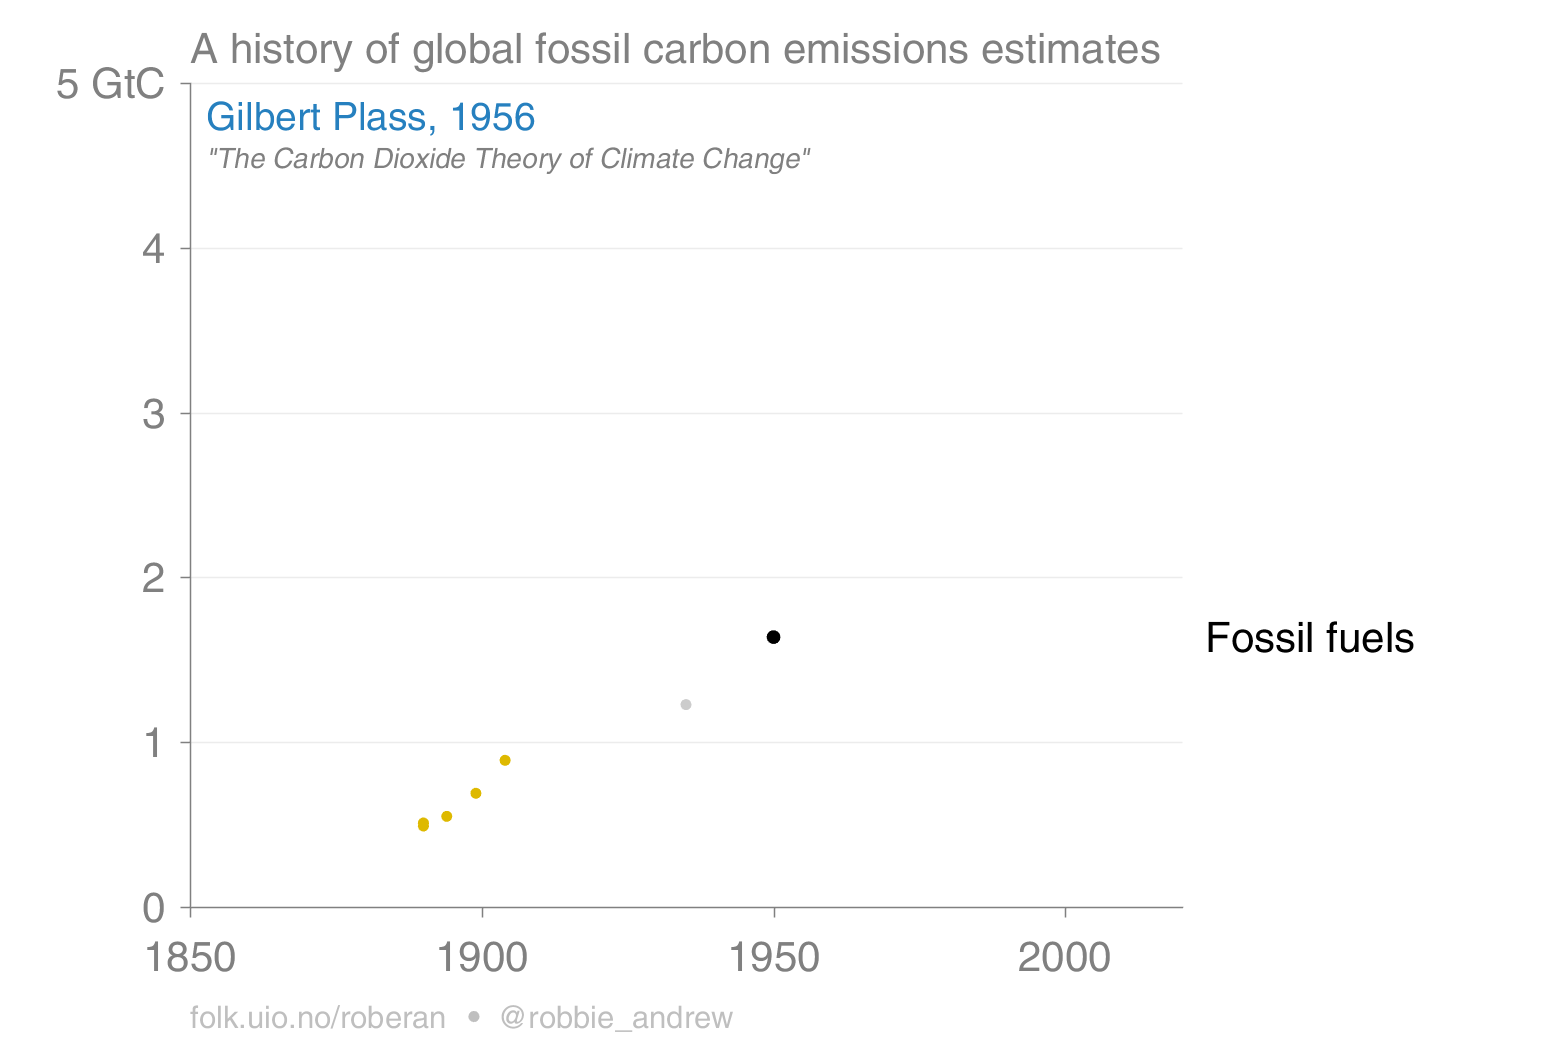 A history of global fossil carbon emissions estimates
5 GtC
Gilbert Plass, 1956
"The Carbon Dioxide Theory of Climate Change"
4
3
2
Fossil fuels
1
0
1850 1900 1950 2000
folk.uio.no/roberan • @robbie_andrew